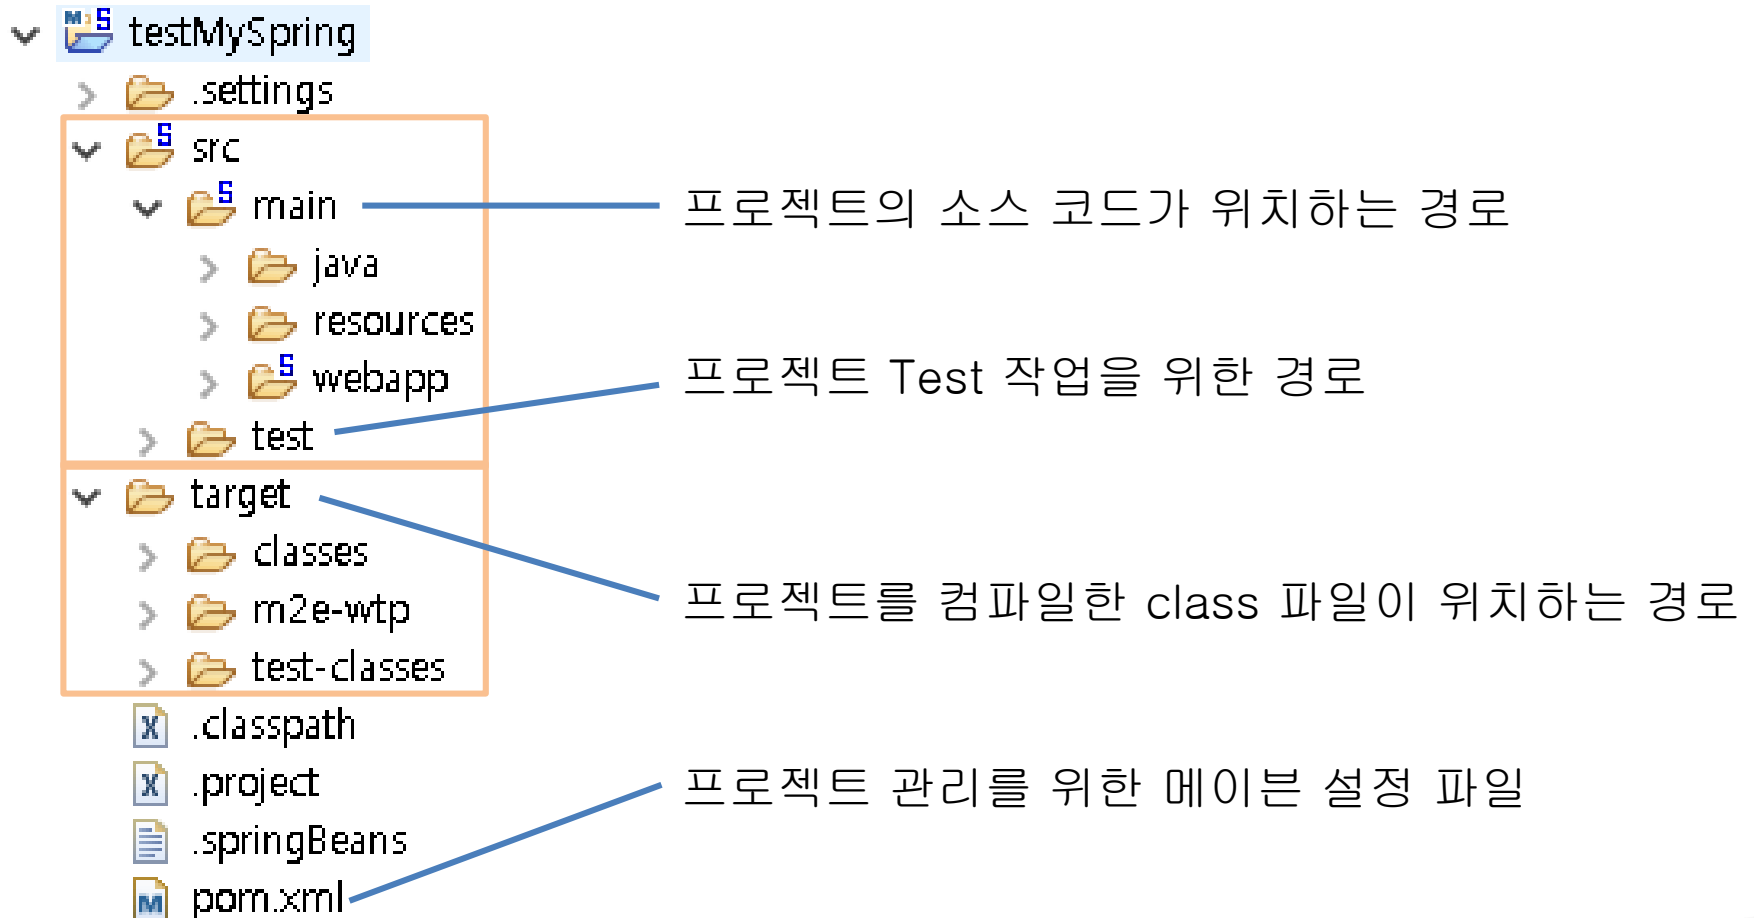 testMySpring
.settings
src
main
프로젝트의 소스 코드가 위치하는 경로
java
resources
webapp
프로젝트 Test 작업을 위한 경로
test
target
classes
m2e-wtp
프로젝트를 컴파일한 class 파일이 위치하는 경로
test-classes
.classpath
.project
프로젝트 관리를 위한 메이븐 설정 파일
.springBeans
pom.xml